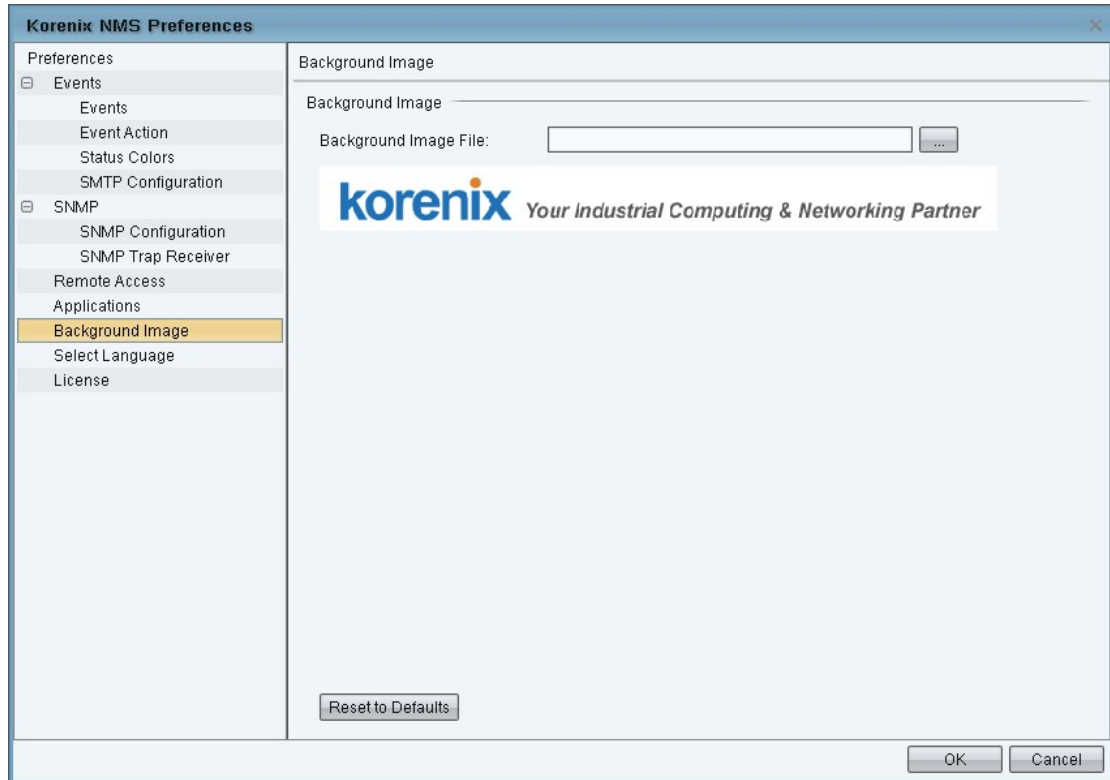 Korenix NMS Preferences
Preferences
Events
Events
Event Action
Status Colors
SMTP Configuration
SNMP
SNMP Configuration
SNMP Trap Receiver
Remote Access
Applications
Background Image
Select Language
License
Background Image
Background Image
Background Image File:
...
korenix Your Industrial Computing & Networking Partner
Reset to Defaults
OK Cancel